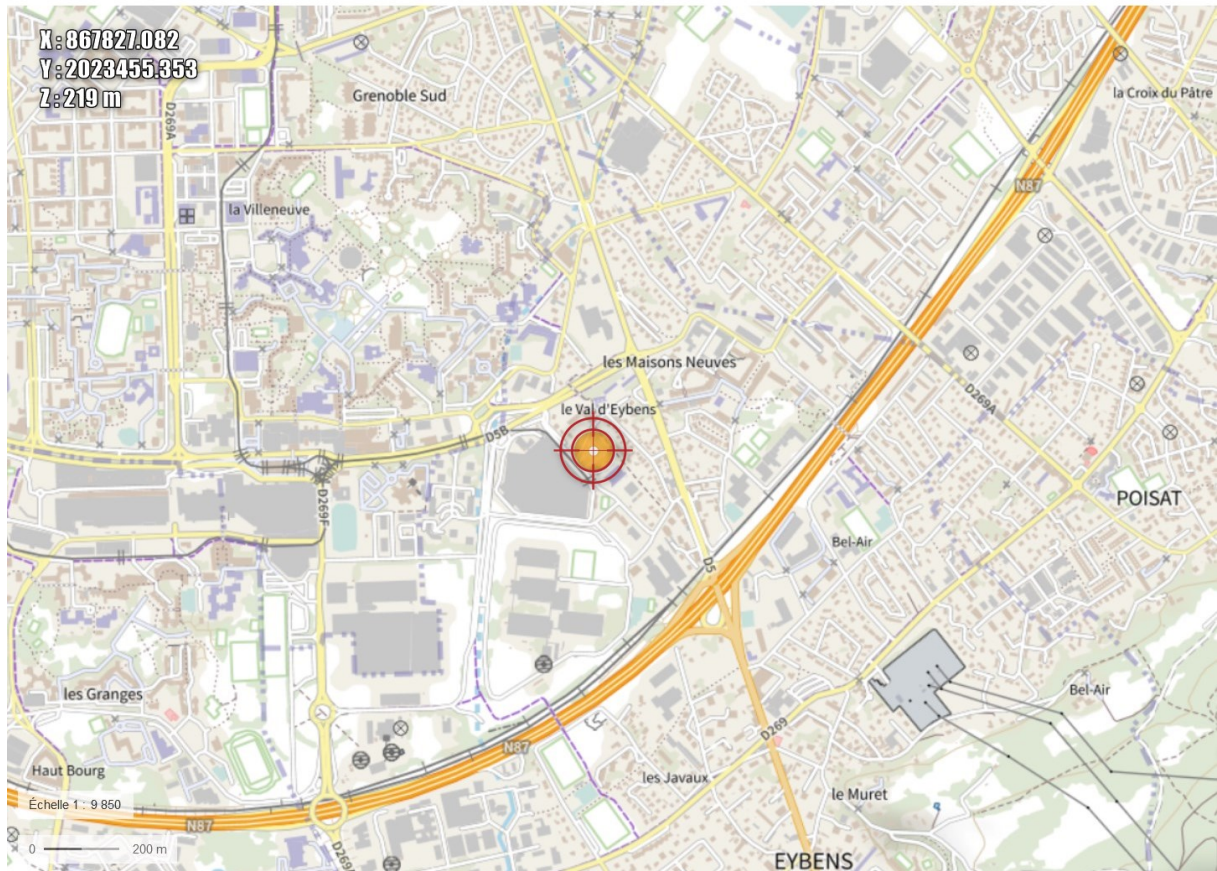 X : 867827.082
Y : 2023455.353
Z : 219 m
Grenoble Sud
la Croix du Pâtre
D269A
N87
la Villeneuve
les Maisons Neuves
D269A
le Val d'Eybens
D5B
D269F
POISAT
Bel-Air
D5
les Granges
Bel-Air
D269
N87
Haut Bourg
les Javaux
le Muret
Échelle 1 : 9 850
N87
0 200 m
D269A
EYBENS